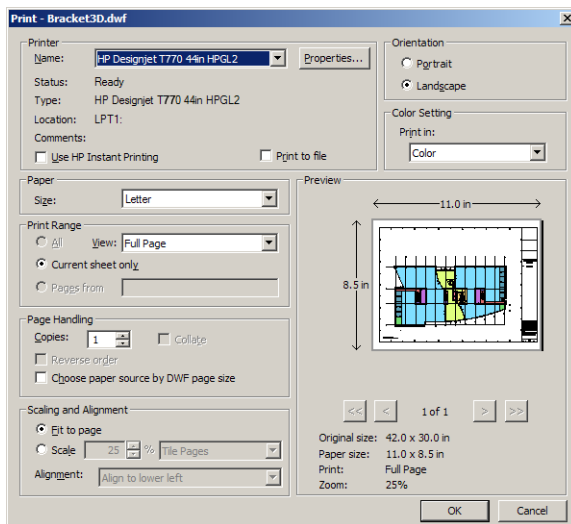 Print - Bracket3D.dwf
Printer
Name: HP Designjet T770 44in HPGL2 Properties...
Status: Ready
Type: HP Designjet T770 44in HPGL2
Location: LPT1:
Comments:
Use HP Instant Printing Print to file
Orientation
Portrait
Landscape
Color Setting
Print in:
Color
Paper
Size: Letter
Print Range
All View: Full Page
Current sheet only
Pages from
Page Handling
Copies: 1 Collate
Reverse order
Choose paper source by DWF page size
Scaling and Alignment
Fit to page
Scale 25 % Tile Pages
Alignment: Align to lower left
Preview
11.0 in
8.5 in
<< < 1 of 1 > >>
Original size: 42.0 x 30.0 in
Paper size: 11.0 x 8.5 in
Print: Full Page
Zoom: 25%
OK Cancel